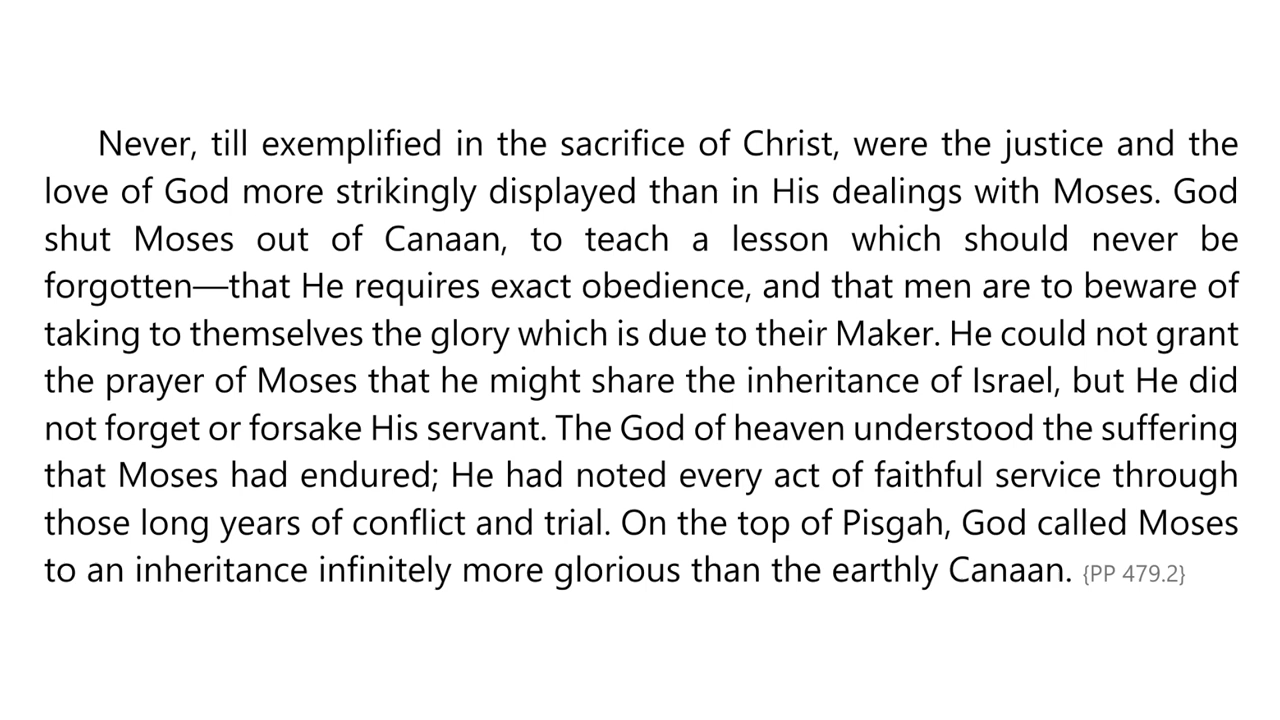 Never, till exemplified in the sacrifice of Christ, were the justice and the
love of God more strikingly displayed than in His dealings with Moses. God
shut Moses out of Canaan, to teach a lesson which should never be
forgotten—that He requires exact obedience, and that men are to beware of
taking to themselves the glory which is due to their Maker. He could not grant
the prayer of Moses that he might share the inheritance of Israel, but He did
not forget or forsake His servant. The God of heaven understood the suffering
that Moses had endured; He had noted every act of faithful service through
those long years of conflict and trial. On the top of Pisgah, God called Moses
to an inheritance infinitely more glorious than the earthly Canaan. {PP 479.2}